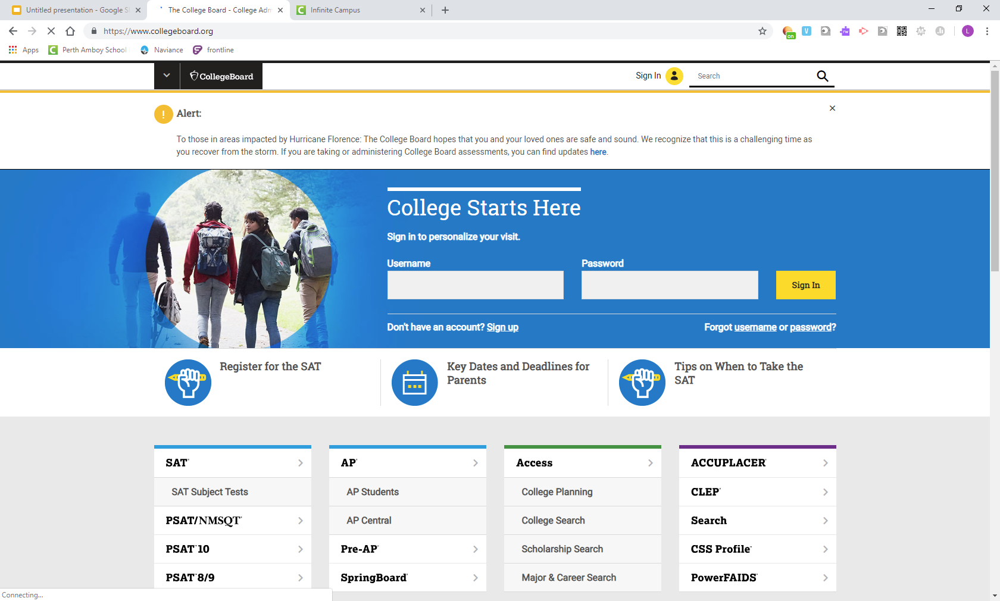 Untitled presentation - Google Sl
The College Board - College Adm
Infinite Campus
https://www.collegeboard.org
on
V
rw
L
Apps
Perth Amboy School
Naviance
frontline
CollegeBoard
Sign In
Search
Alert:
To those in areas impacted by Hurricane Florence: The College Board hopes that you and your loved ones are safe and sound. We recognize that this is a challenging time as
you recover from the storm. If you are taking or administering College Board assessments, you can find updates here.
College Starts Here
Sign in to personalize your visit.
Username
Password
Sign In
Don't have an account? Sign up
Forgot username or password?
Register for the SAT
Key Dates and Deadlines for
Parents
Tips on When to Take the
SAT
SAT®
SAT Subject Tests
PSAT/NMSQT®
PSAT™ 10
PSAT™ 8/9
AP®
AP Students
AP Central
Pre-AP®
SpringBoard®
Access
College Planning
College Search
Scholarship Search
Major & Career Search
ACCUPLACER®
CLEP®
Search
CSS Profile™
PowerFAIDS®
Connecting...